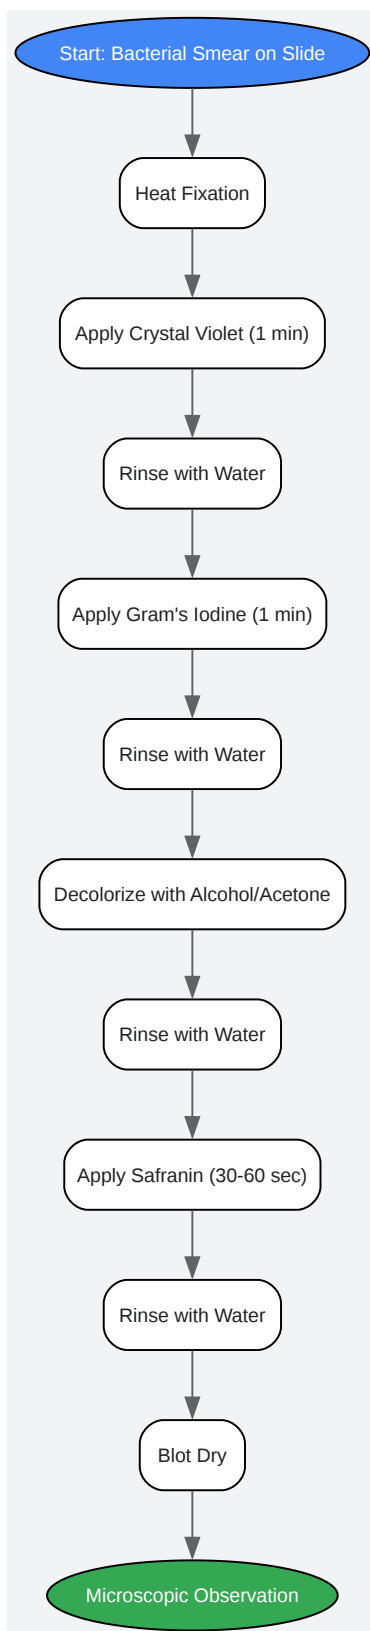 Start: Bacterial Smear on Slide
Heat Fixation
Apply Crystal Violet (1 min)
Rinse with Water
Apply Gram's Iodine (1 min)
Rinse with Water
Decolorize with Alcohol/Acetone
Rinse with Water
Apply Safranin (30-60 sec)
Rinse with Water
Blot Dry
Microscopic Observation